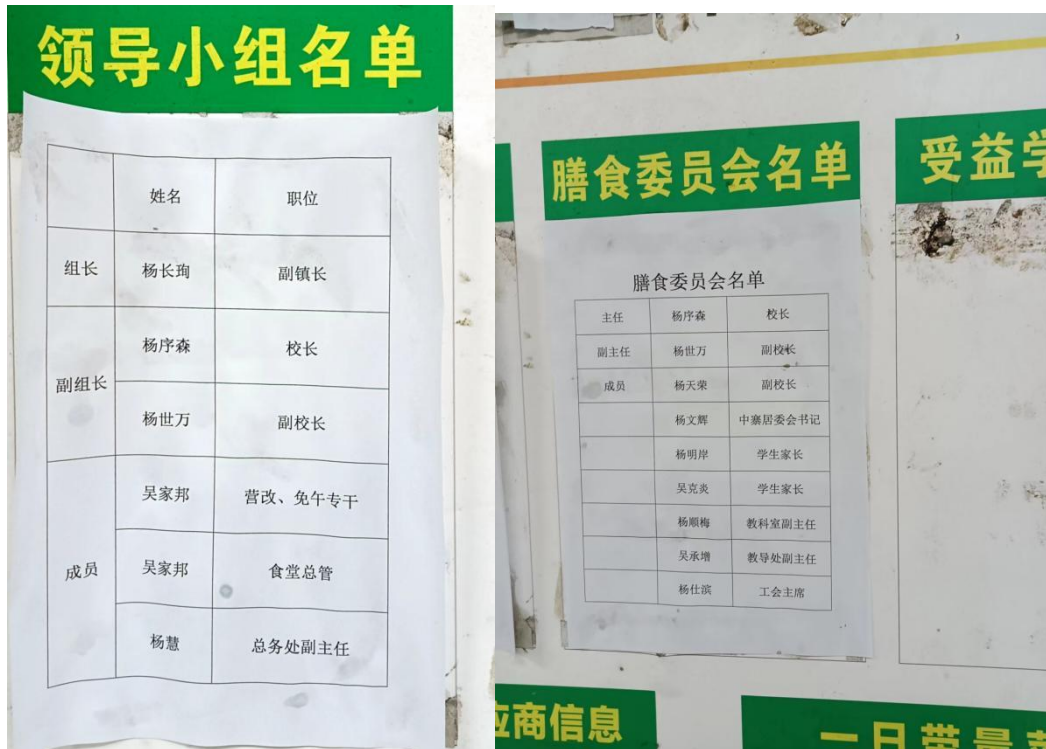 领导小组名单
姓名 职位
组长 杨长珣 副镇长
副组长 杨序森 校长
杨世万 副校长
成员 吴家邦 营改、免午专干
吴家邦 食堂总管
杨慧 总务处副主任
膳食委员会名单
膳食委员会名单
主任 杨序森 校长
副主任 杨世万 副校长
成员 杨天荣 副校长
杨文辉 中寨居委会书记
杨明岸 学生家长
吴克炎 学生家长
杨顺梅 教科室副主任
吴承增 教导处副主任
杨仕滨 工会主席
受益学
应商信息
一日带量